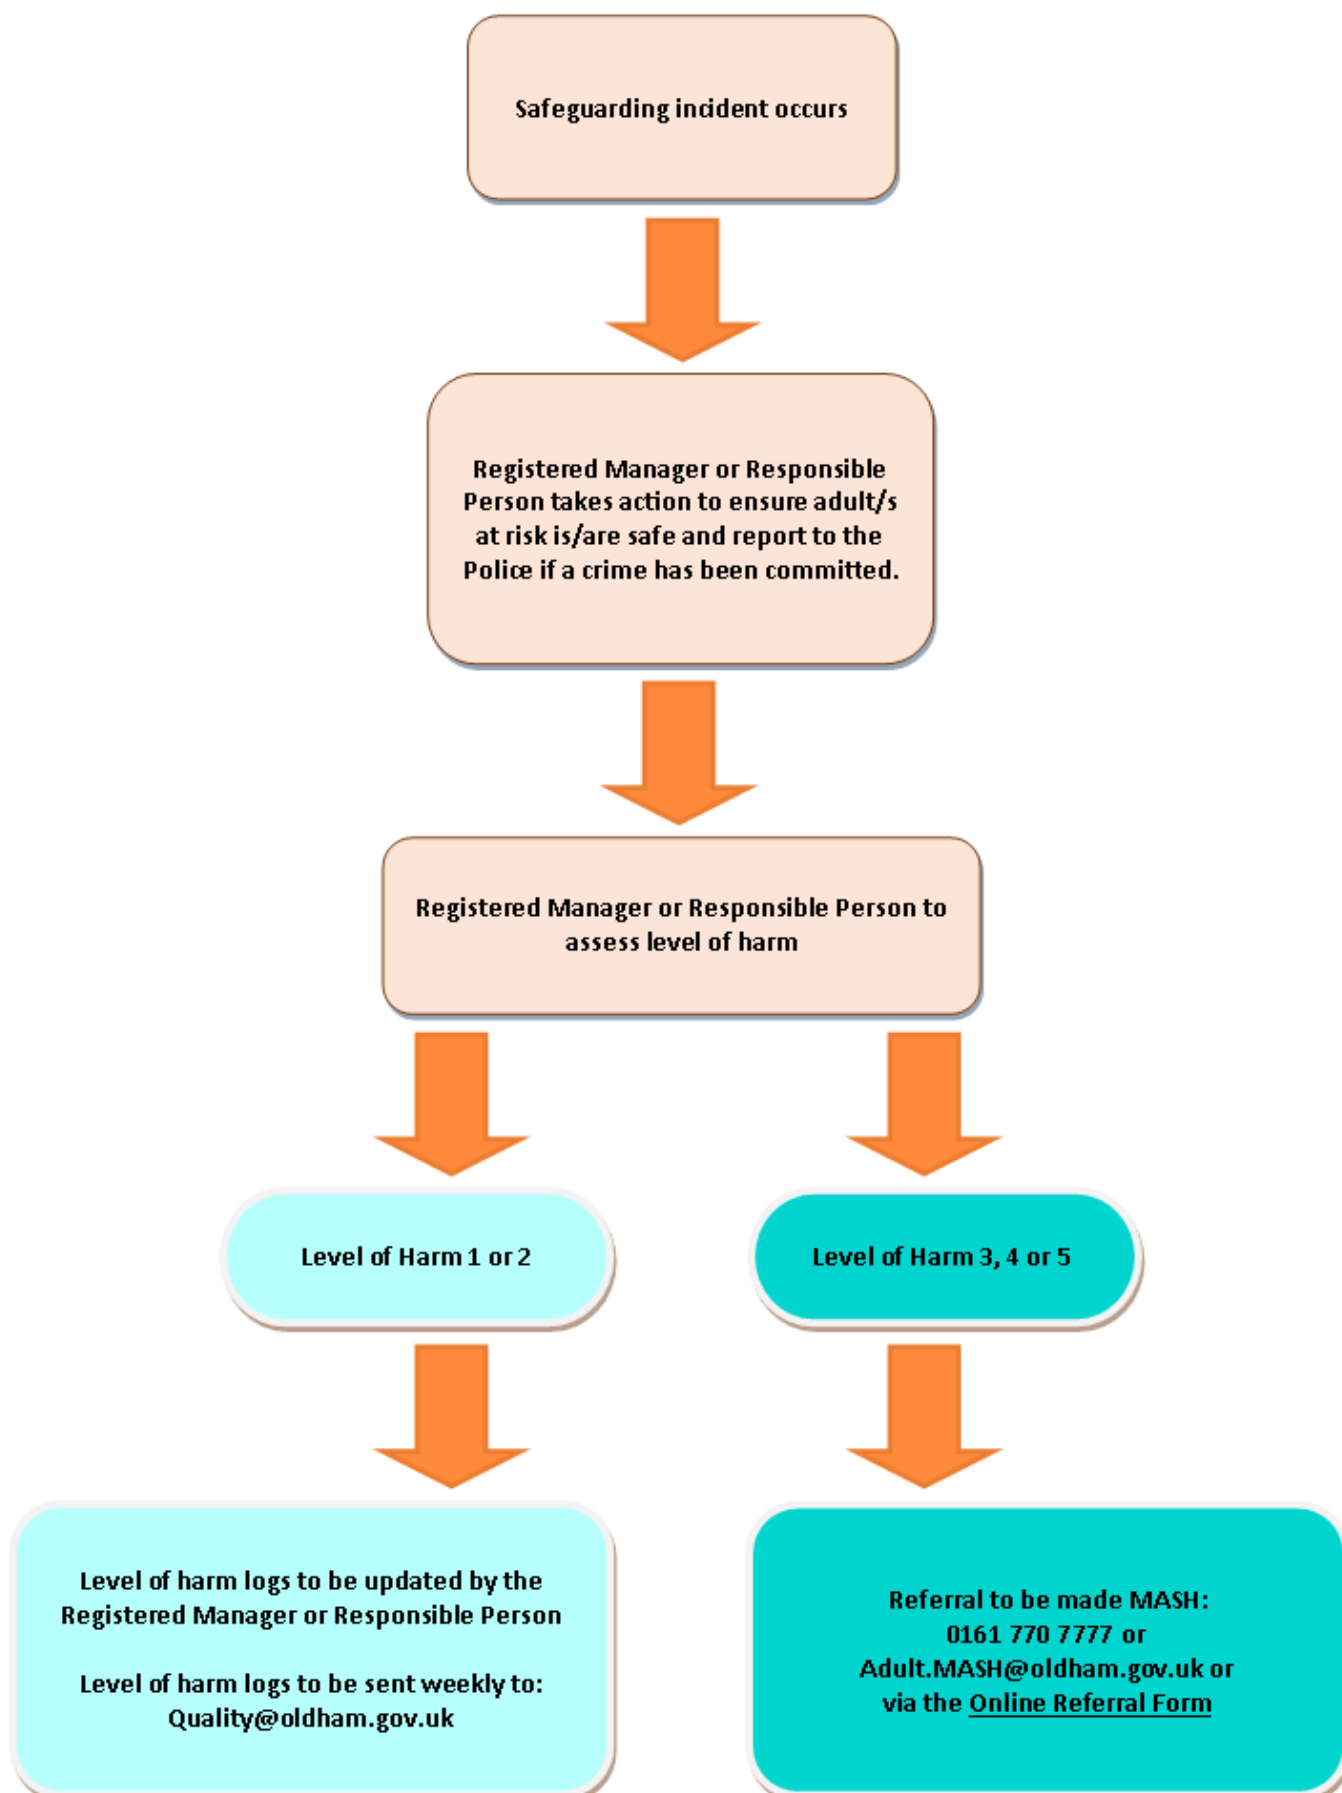 Safeguarding incident occurs
Registered Manager or Responsible
Person takes action to ensure adult/s
at risk is/are safe and report to the
Police if a crime has been committed.
Registered Manager or Responsible Person to
assess level of harm
Level of Harm 1 or 2
Level of Harm 3, 4 or 5
Level of harm logs to be updated by the
Registered Manager or Responsible Person
Level of harm logs to be sent weekly to:
Quality@oldham.gov.uk
Referral to be made MASH:
0161 770 7777 or
Adult.MASH@oldham.gov.uk or
via the Online Referral Form